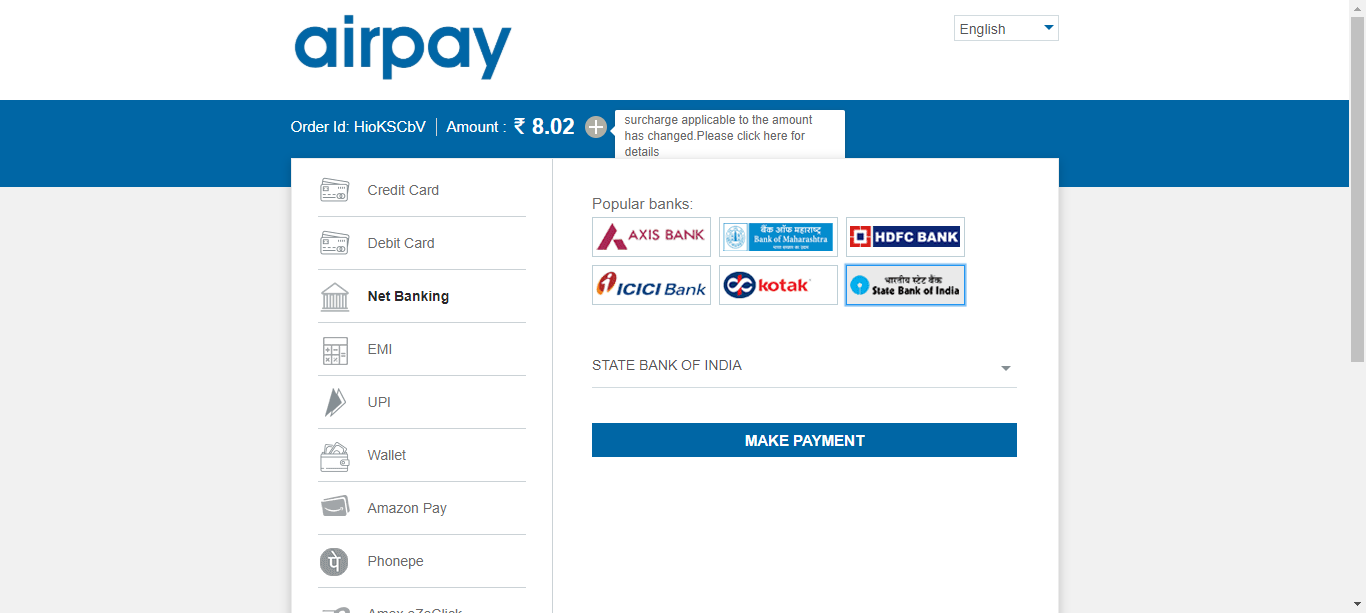 airpay
English
Order Id: HioKSCbV
Amount : ₹ 8.02
surcharge applicable to the amount
has changed.Please click here for
details
Credit Card
Debit Card
Net Banking
EMI
UPI
Wallet
Amazon Pay
Phonepe
Amex eZeClick
Popular banks:
AXIS BANK
बैंक ऑफ महाराष्ट्र
Bank of Maharashtra
HDFC BANK
ICICI Bank
kotak
भारतीय स्टेट बैंक
State Bank of India
STATE BANK OF INDIA
MAKE PAYMENT